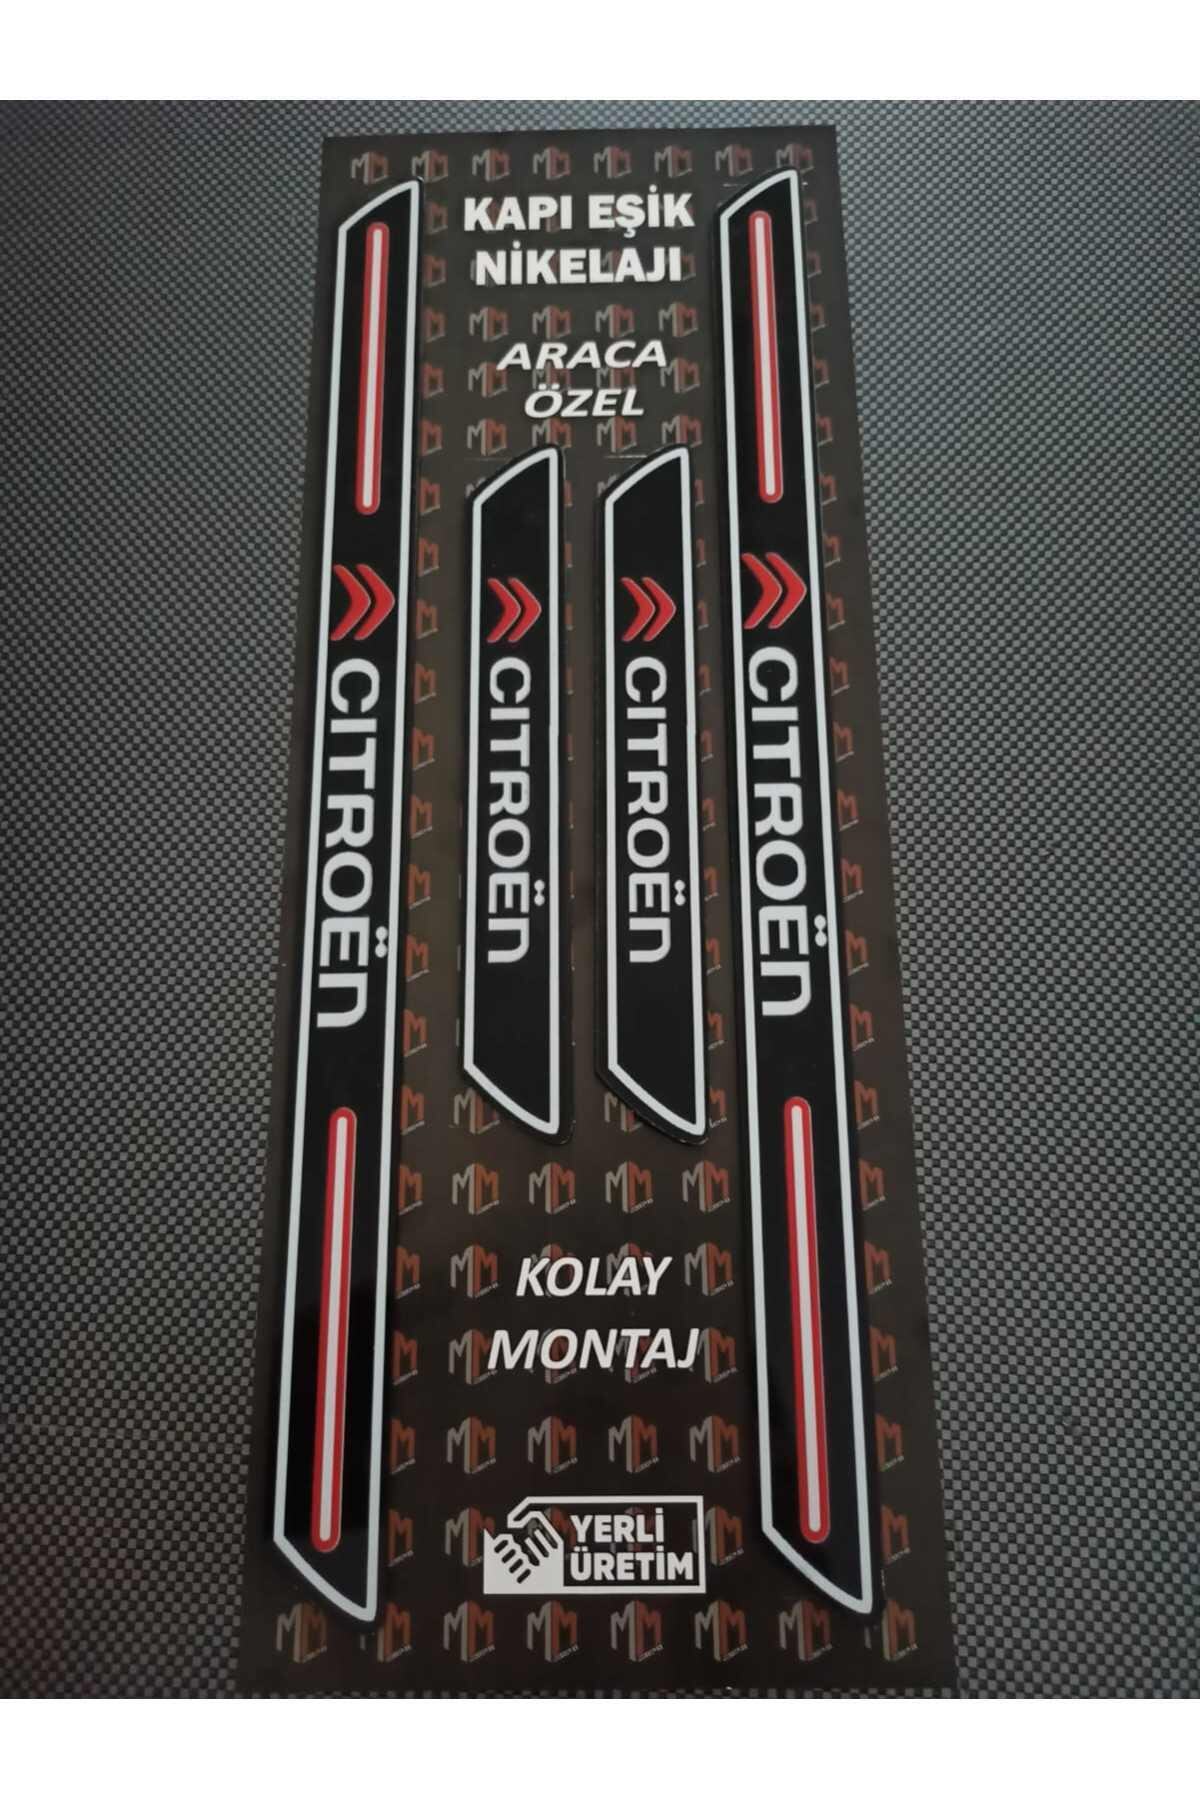 KAPI EŞİK
NİKELAJI
ARACA
ÖZEL
CITROËN
CITROËN
CITROËN
CITROËN
KOLAY
MONTAJ
YERLİ
ÜRETİM